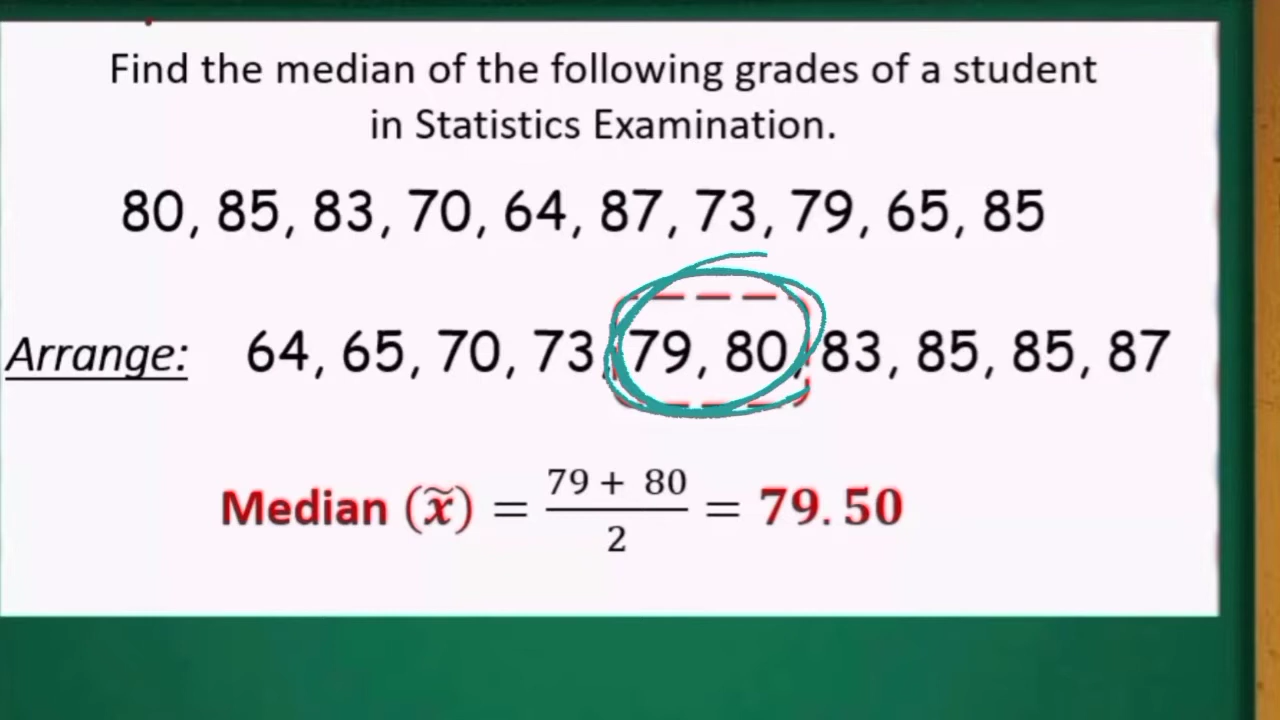 Find the median of the following grades of a student
in Statistics Examination.
80, 85, 83, 70, 64, 87, 73, 79, 65, 85
Arrange: 64, 65, 70, 73, 79, 80, 83, 85, 85, 87
Median (x̃) = (79 + 80)/2 = 79.50